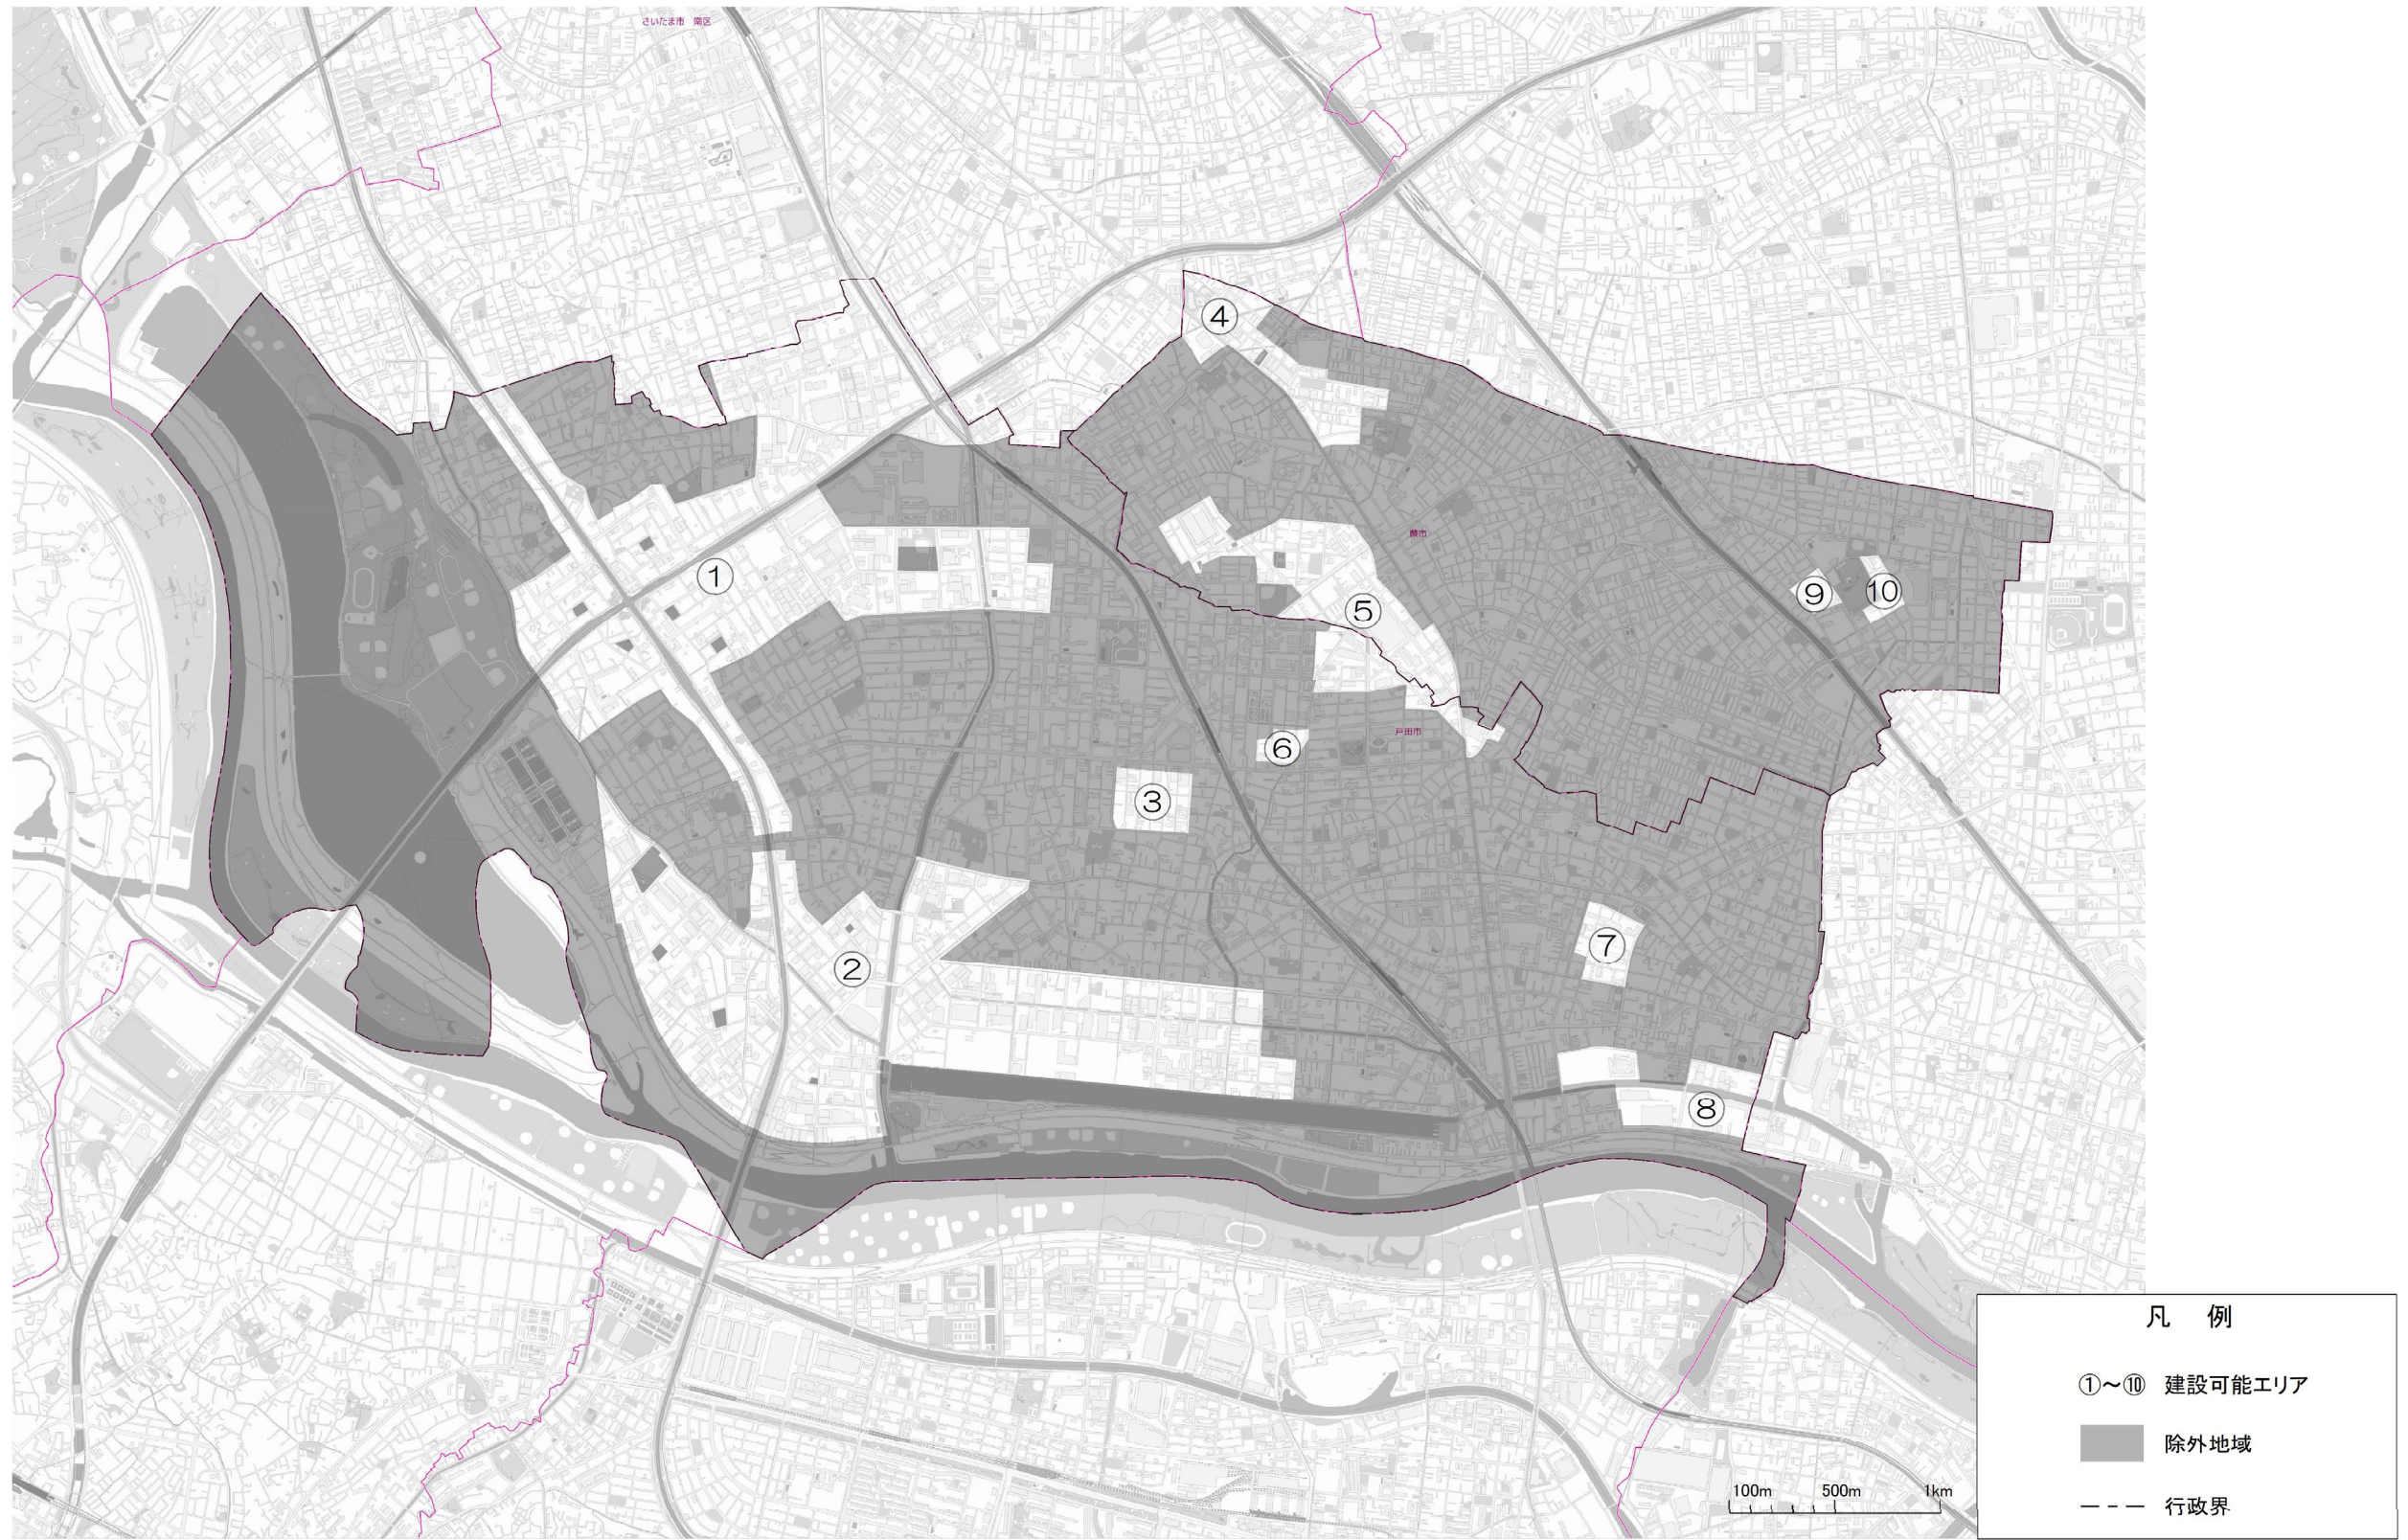 さいたま市 南区
④
蕨市
①
⑨
⑩
⑤
戸田市
⑥
③
⑦
②
⑧
凡 例
①～⑩ 建設可能エリア
除外地域
行政界
100m 500m 1km